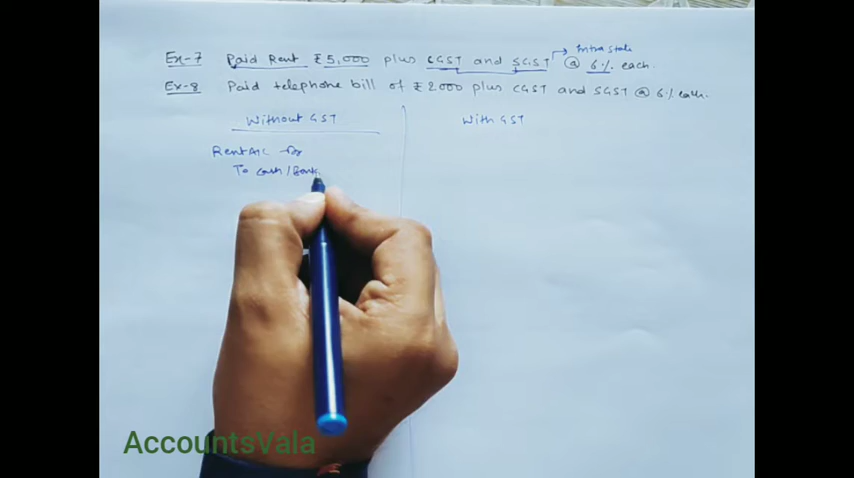 Intra State
Ex-7 Paid Rent ₹5,000 plus CGST and SGST @ 6% each.
Ex-8 Paid telephone bill of ₹2000 plus CGST and SGST @ 6% each.
Without GST
With GST
Rent A/c Dr
To Cash/Bank
AccountsVala